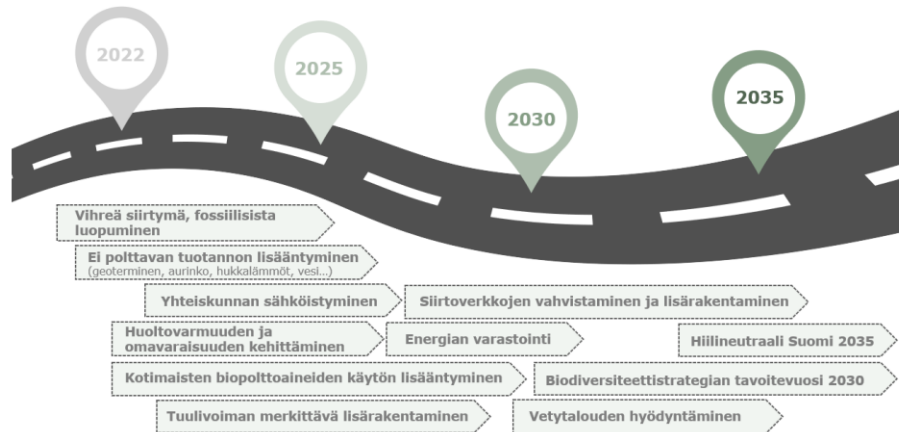 2022
2025
2030
2035
Vihreä siirtymä, fossiilisista
luopuminen
Ei polttavan tuotannon lisääntyminen
(geoterminen, aurinko, hukkalämmöt, vesi...)
Yhteiskunnan sähköistyminen
Siirtoverkkojen vahvistaminen ja lisärakentaminen
Huoltovarmuuden ja
omavaraisuuden kehittäminen
Energian varastointi
Hiilineutraali Suomi 2035
Kotimaisten biopolttoaineiden käytön lisääntyminen
Biodiversiteettistrategian tavoitevuosi 2030
Tuulivoiman merkittävä lisärakentaminen
Vetytalouden hyödyntäminen